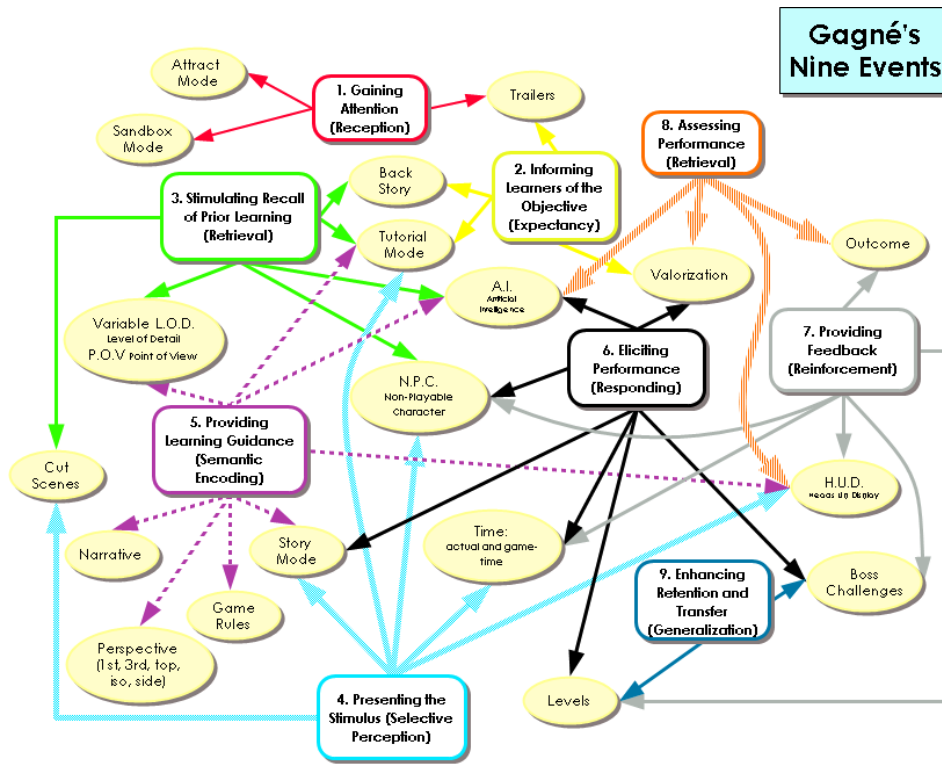 Gagné's
Nine Events
Attract
Mode
1. Gaining
Attention
(Reception)
Trailers
Sandbox
Mode
8. Assessing
Performance
(Retrieval)
2. Informing
Learners of the
Objective
(Expectancy)
Back
Story
3. Stimulating Recall
of Prior Learning
(Retrieval)
Tutorial
Mode
Outcome
A.I.
Artificial
Intelligence
Valorization
Variable L.O.D.
Level of Detail
P.O.V Point of View
6. Eliciting
Performance
(Responding)
7. Providing
Feedback
(Reinforcement)
N.P.C.
Non-Playable
Character
5. Providing
Learning Guidance
(Semantic
Encoding)
Cut
Scenes
H.U.D.
Heads Up Display
Narrative
Story
Mode
Time:
actual and game-
time
Boss
Challenges
9. Enhancing
Retention and
Transfer
(Generalization)
Game
Rules
Perspective
(1st, 3rd, top,
iso, side)
4. Presenting the
Stimulus (Selective
Perception)
Levels